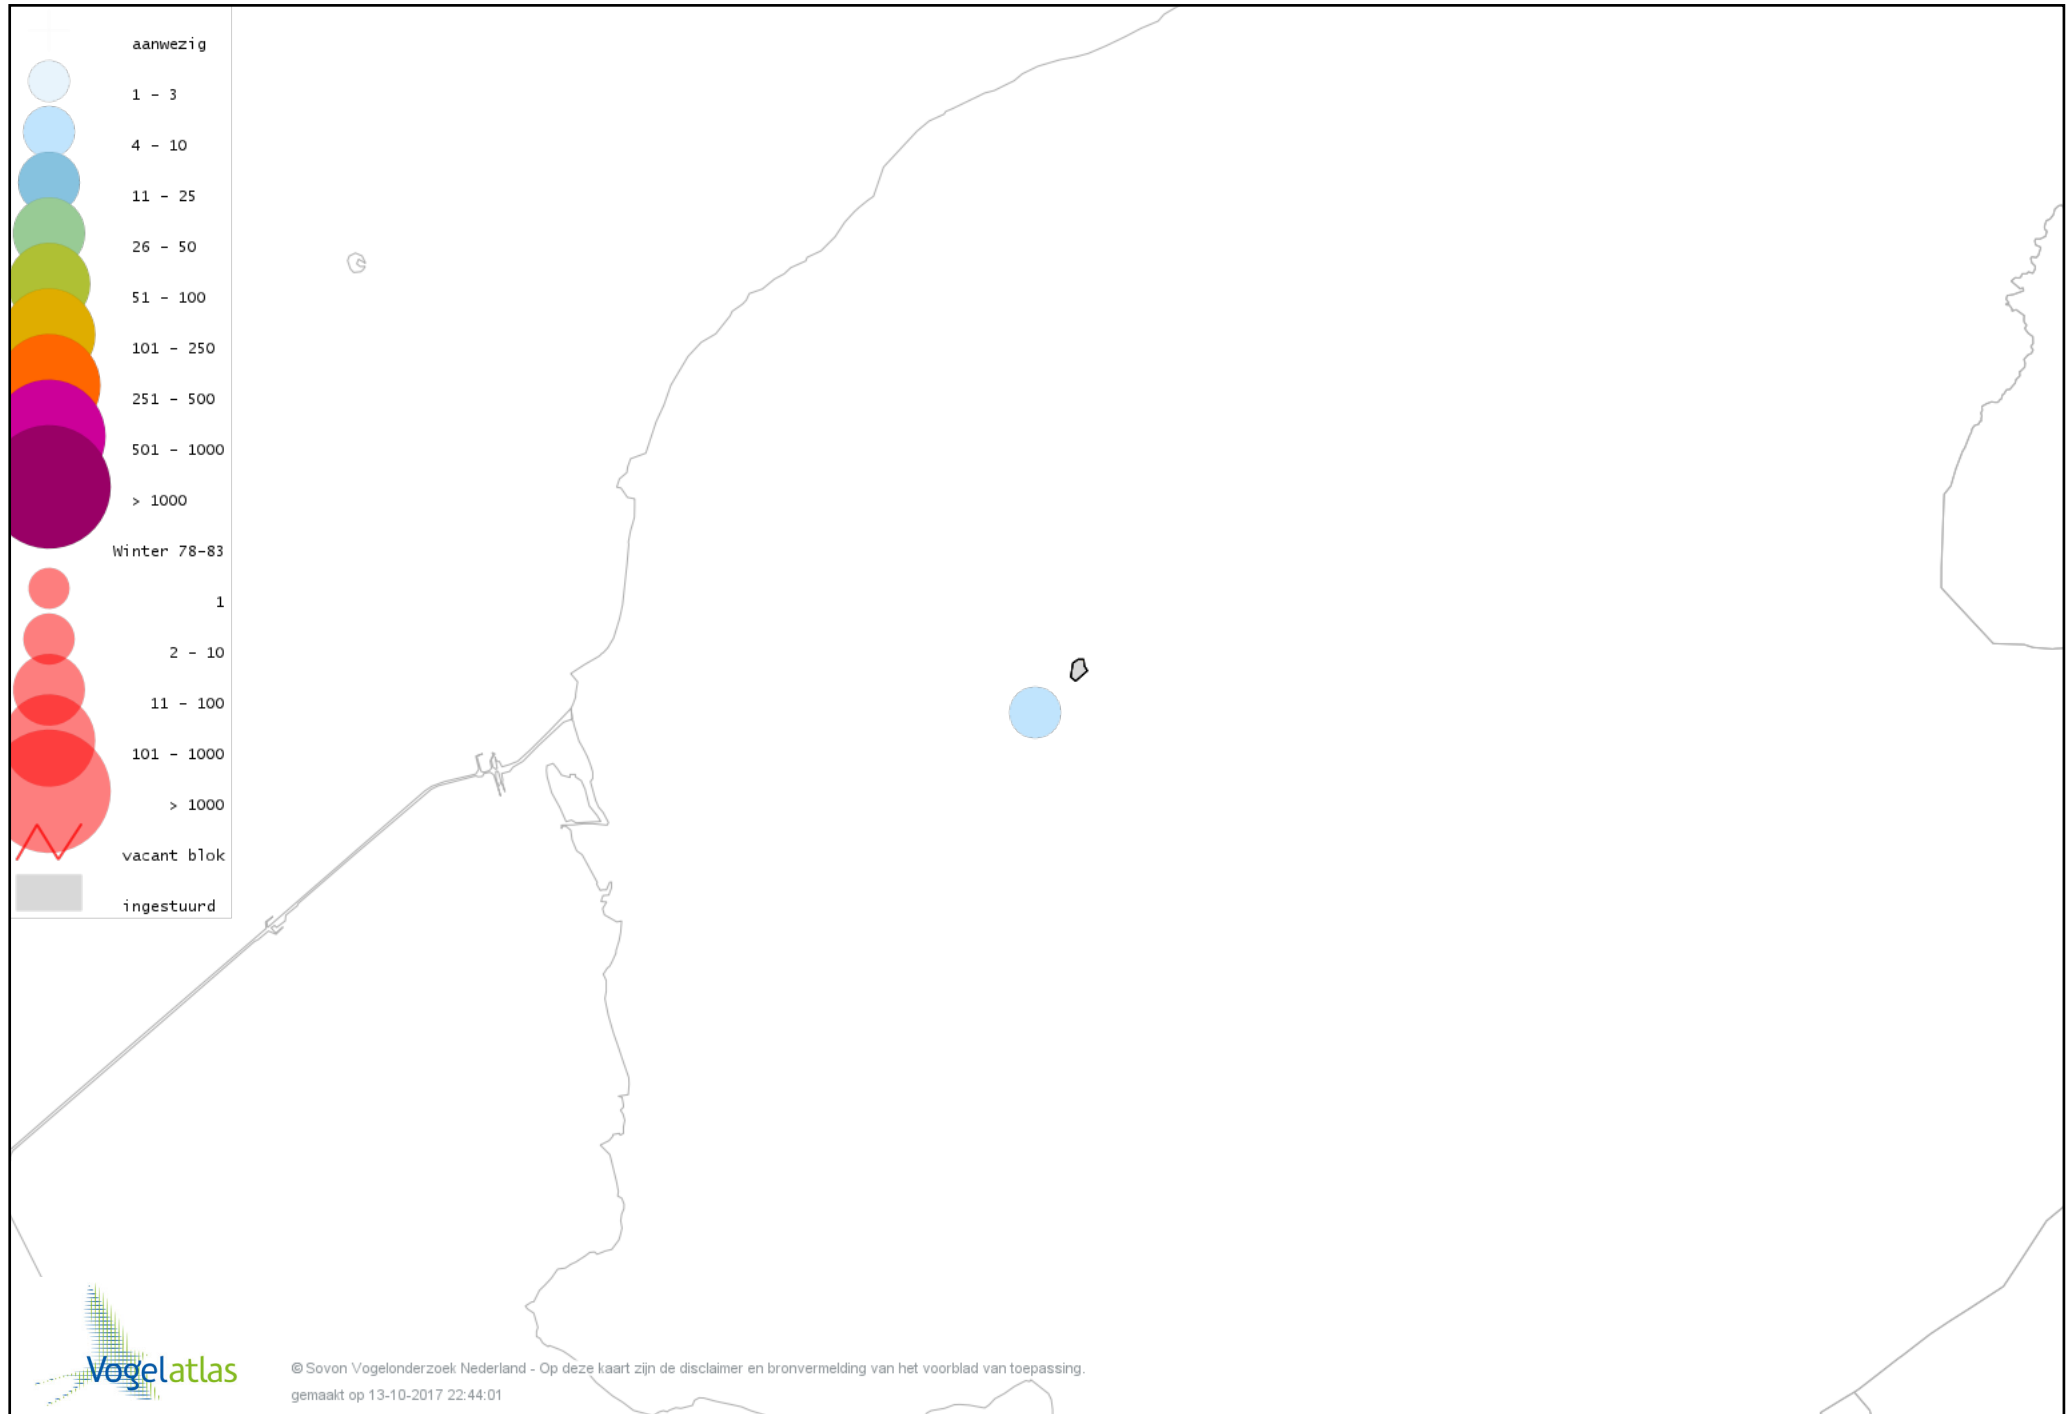 aanwezig
1 - 3
4 - 10
11 - 25
26 - 50
51 - 100
101 - 250
251 - 500
501 - 1000
> 1000
Winter 78-83
1
2 - 10
11 - 100
101 - 1000
> 1000
vacant blok
ingestuurd
Vogelatlas
© Sovon Vogelonderzoek Nederland - Op deze kaart zijn de disclaimer en bronvermelding van het voorblad van toepassing.
gemaakt op 13-10-2017 22:44:01